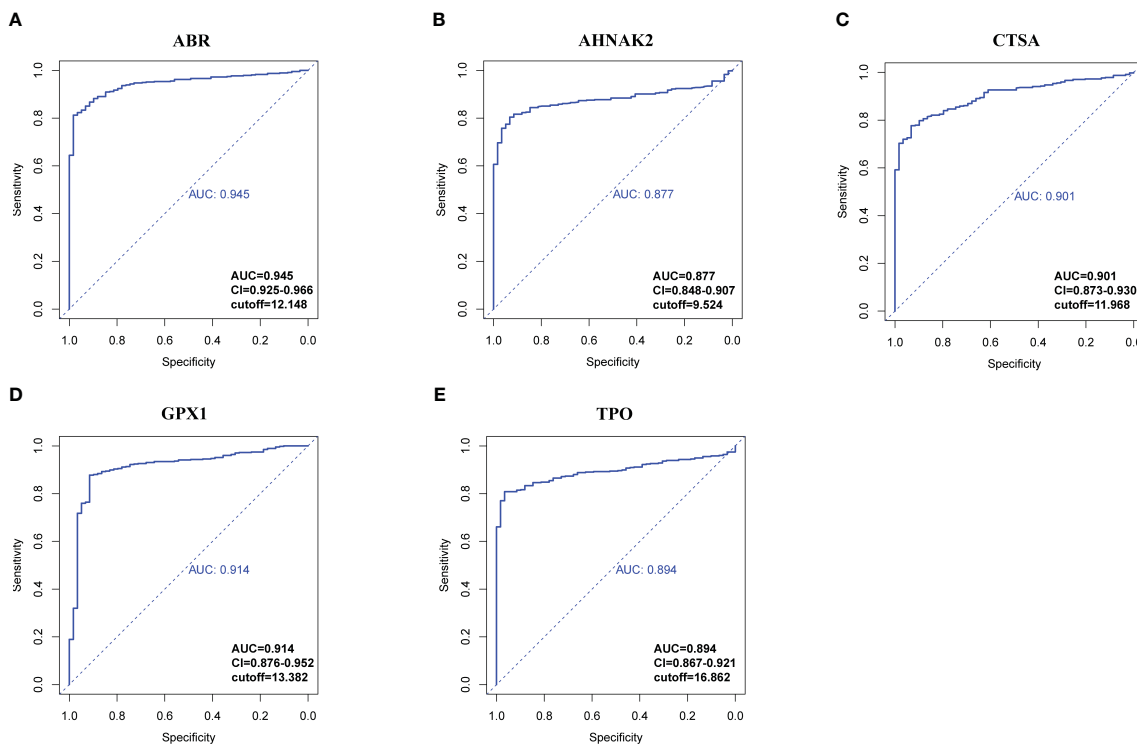 A
ABR
1.0
0.8
0.6
0.4
0.2
0.0
Sensitivity
AUC: 0.945
AUC=0.945
CI=0.925-0.966
cutoff=12.148
1.0 0.8 0.6 0.4 0.2 0.0
Specificity
B
AHNAK2
1.0
0.8
0.6
0.4
0.2
0.0
Sensitivity
AUC: 0.877
AUC=0.877
CI=0.848-0.907
cutoff=9.524
1.0 0.8 0.6 0.4 0.2 0.0
Specificity
C
CTSA
1.0
0.8
0.6
0.4
0.2
0.0
Sensitivity
AUC: 0.901
AUC=0.901
CI=0.873-0.930
cutoff=11.968
1.0 0.8 0.6 0.4 0.2 0.0
Specificity
D
GPX1
1.0
0.8
0.6
0.4
0.2
0.0
Sensitivity
AUC: 0.914
AUC=0.914
CI=0.876-0.952
cutoff=13.382
1.0 0.8 0.6 0.4 0.2 0.0
Specificity
E
TPO
1.0
0.8
0.6
0.4
0.2
0.0
Sensitivity
AUC: 0.894
AUC=0.894
CI=0.867-0.921
cutoff=16.862
1.0 0.8 0.6 0.4 0.2 0.0
Specificity